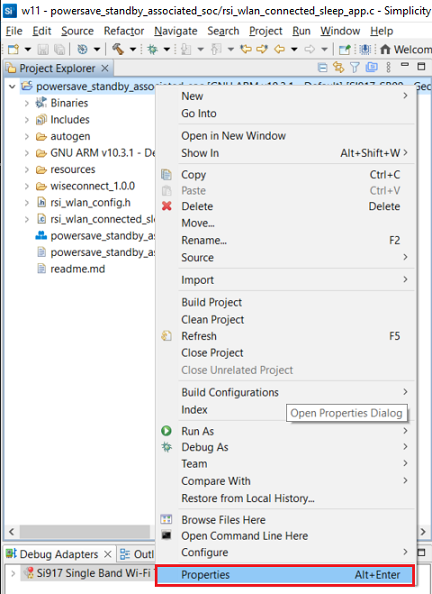 w11 - powersave_standby_associated_soc/rsi_wlan_connected_sleep_app.c - Simplicity
File Edit Source Refactor Navigate Search Project Run Window Help
Welcome
Project Explorer
powersave_standby_associated_soc [GNU ARM v10.3.1 - Default] [Si917-SB00 - Gec
Binaries
Includes
autogen
GNU ARM v10.3.1 - De
resources
wiseconnect_1.0.0
rsi_wlan_config.h
rsi_wlan_connected_sl
powersave_standby_as
powersave_standby_as
readme.md
New
Go Into
Open in New Window
Show In Alt+Shift+W
Copy Ctrl+C
Paste Ctrl+V
Delete Delete
Move...
Rename... F2
Source
Import
Build Project
Clean Project
Refresh F5
Close Project
Close Unrelated Project
Build Configurations
Index
Open Properties Dialog
Run As
Debug As
Team
Compare With
Restore from Local History...
Browse Files Here
Open Command Line Here
Configure
Properties Alt+Enter
Debug Adapters Outl
Si917 Single Band Wi-Fi